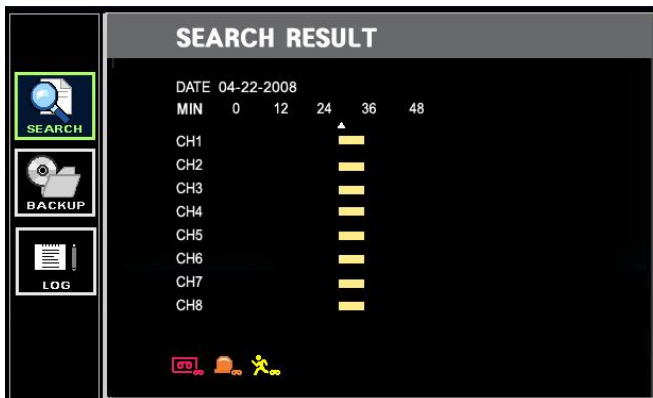 SEARCH RESULT
DATE 04-22-2008
MIN 0 12 24 36 48
CH1
CH2
CH3
CH4
CH5
CH6
CH7
CH8
SEARCH
BACKUP
LOG